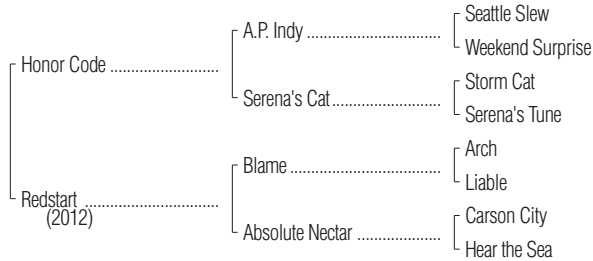 Seattle Slew
A.P. Indy ..............................
Weekend Surprise
Honor Code ........................
Storm Cat
Serena's Cat ........................
Serena's Tune
Arch
Blame ..................................
Liable
Redstart ..............................
(2012)
Carson City
Absolute Nectar ..................
Hear the Sea